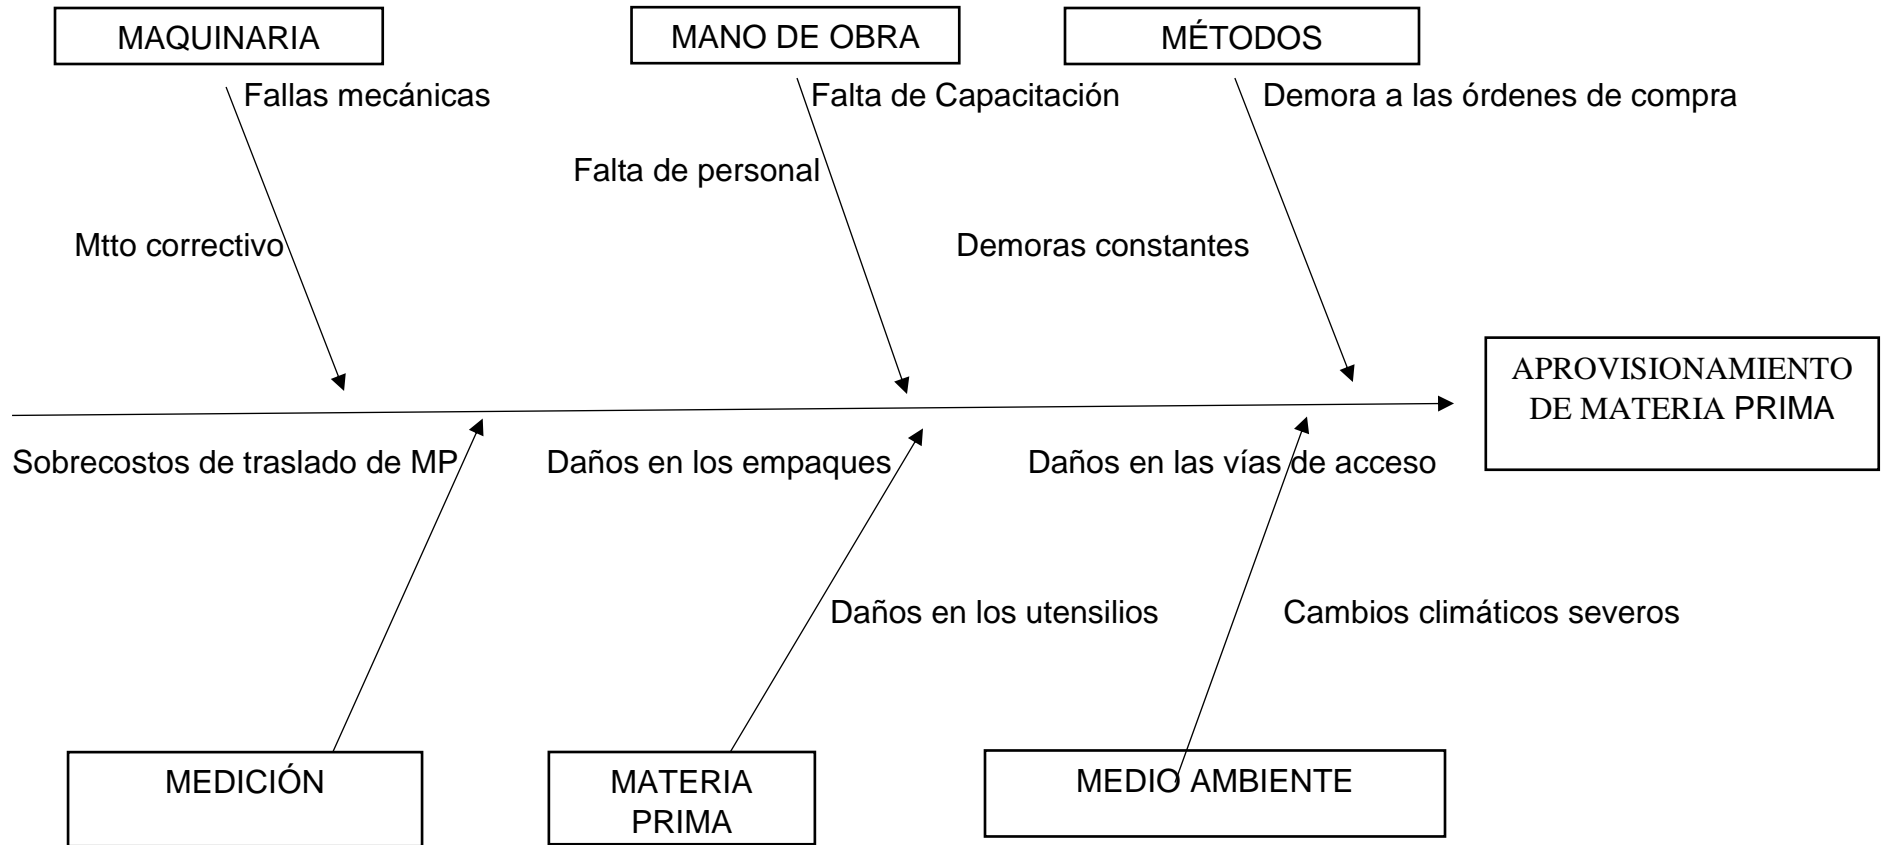 MAQUINARIA
MANO DE OBRA
MÉTODOS
Fallas mecánicas
Falta de Capacitación
Demora a las órdenes de compra
Falta de personal
Mtto correctivo
Demoras constantes
APROVISIONAMIENTO
DE MATERIA PRIMA
Sobrecostos de traslado de MP
Daños en los empaques
Daños en las vías de acceso
Daños en los utensilios
Cambios climáticos severos
MEDICIÓN
MATERIA
PRIMA
MEDIO AMBIENTE